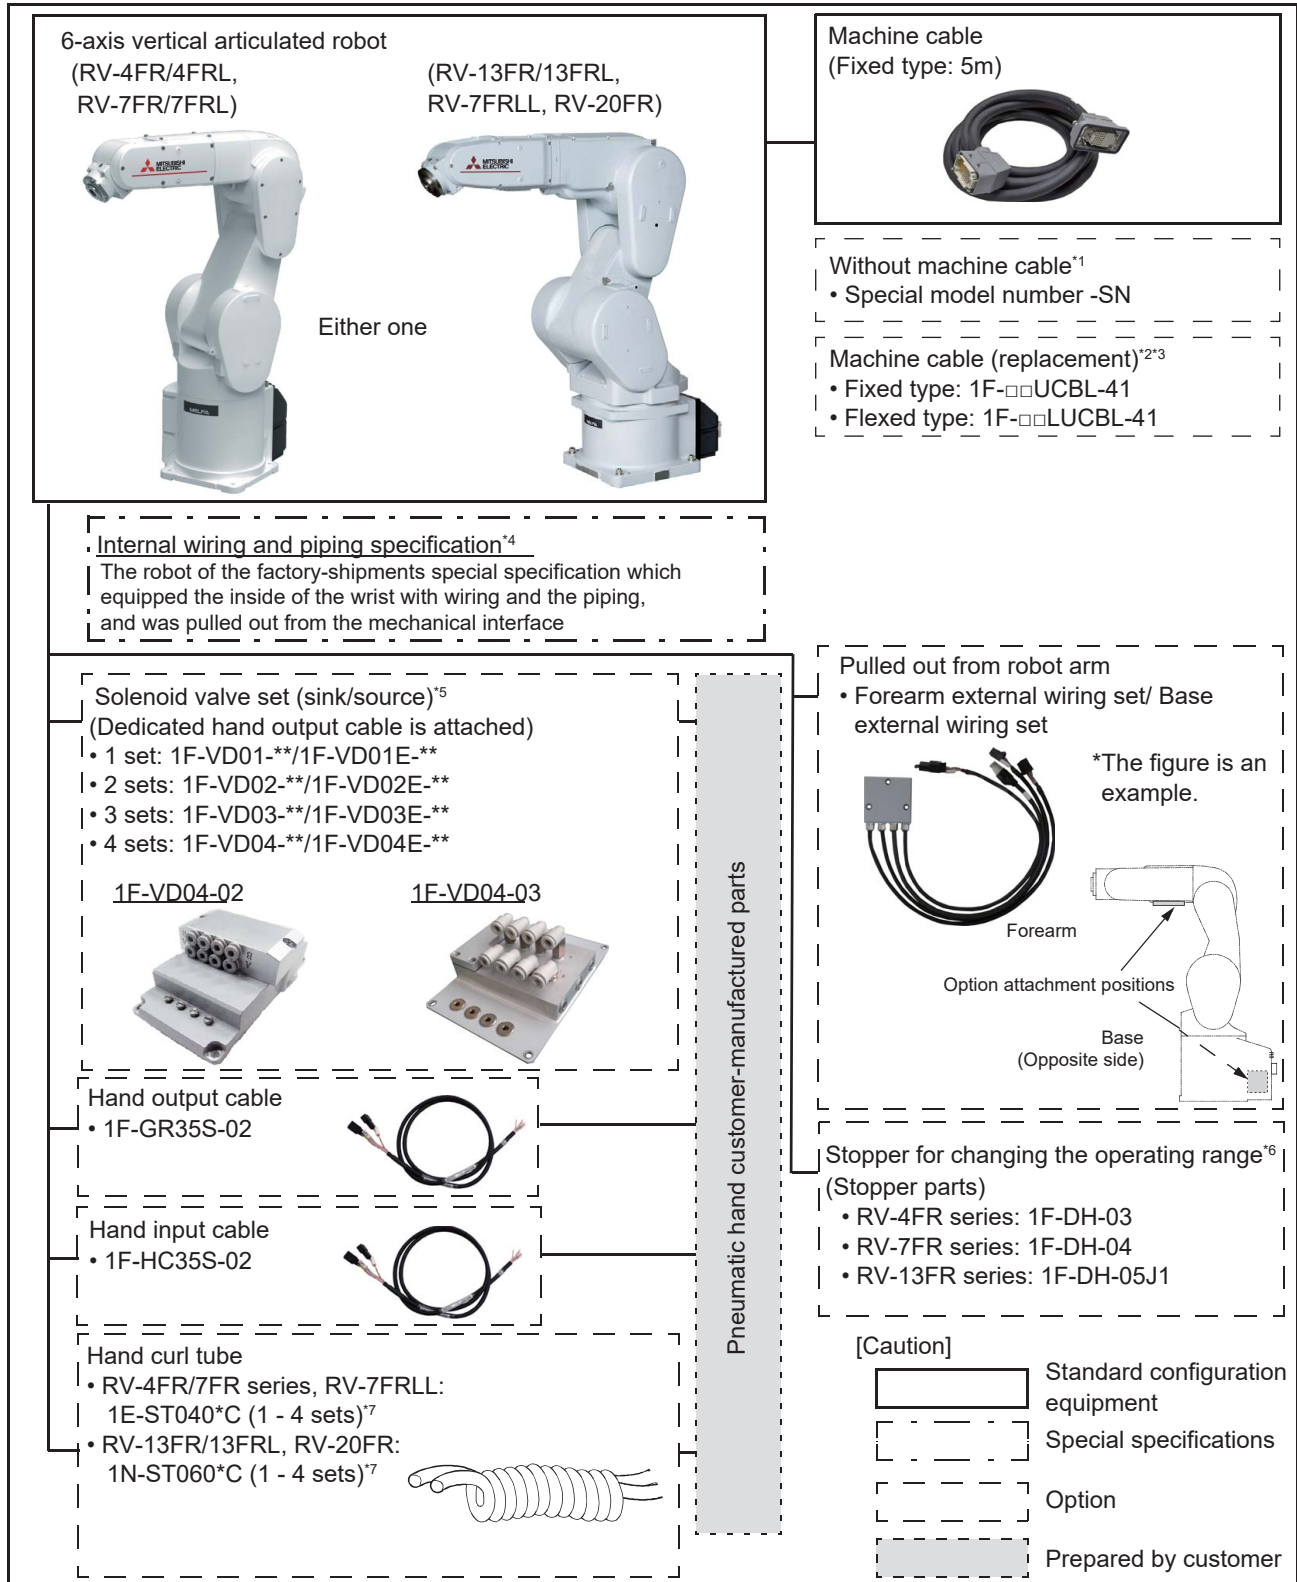 6-axis vertical articulated robot
(RV-4FR/4FRL,
RV-7FR/7FRL)
(RV-13FR/13FRL,
RV-7FRLL, RV-20FR)
MITSUBISHI
ELECTRIC
MITSUBISHI
ELECTRIC
Either one
MELFA
MELFA
Machine cable
(Fixed type: 5m)
Without machine cable*1
• Special model number -SN
Machine cable (replacement)*2*3
• Fixed type: 1F-□□UCBL-41
• Flexed type: 1F-□□LUCBL-41
Internal wiring and piping specification*4
The robot of the factory-shipments special specification which
equipped the inside of the wrist with wiring and the piping,
and was pulled out from the mechanical interface
Solenoid valve set (sink/source)*5
(Dedicated hand output cable is attached)
• 1 set: 1F-VD01-**/1F-VD01E-**
• 2 sets: 1F-VD02-**/1F-VD02E-**
• 3 sets: 1F-VD03-**/1F-VD03E-**
• 4 sets: 1F-VD04-**/1F-VD04E-**
1F-VD04-02
1F-VD04-03
A
B
Hand output cable
• 1F-GR35S-02
Hand input cable
• 1F-HC35S-02
Hand curl tube
• RV-4FR/7FR series, RV-7FRLL:
1E-ST040*C (1 - 4 sets)*7
• RV-13FR/13FRL, RV-20FR:
1N-ST060*C (1 - 4 sets)*7
Pneumatic hand customer-manufactured parts
Pulled out from robot arm
• Forearm external wiring set/ Base
external wiring set
*The figure is an
example.
Forearm
Option attachment positions
Base
(Opposite side)
Stopper for changing the operating range*6
(Stopper parts)
• RV-4FR series: 1F-DH-03
• RV-7FR series: 1F-DH-04
• RV-13FR series: 1F-DH-05J1
[Caution]
Standard configuration
equipment
Special specifications
Option
Prepared by customer